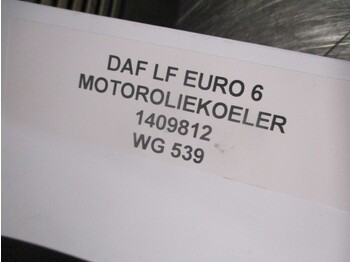 DAF LF EURO 6
MOTOROLIEKOELER
1409812
WG 539